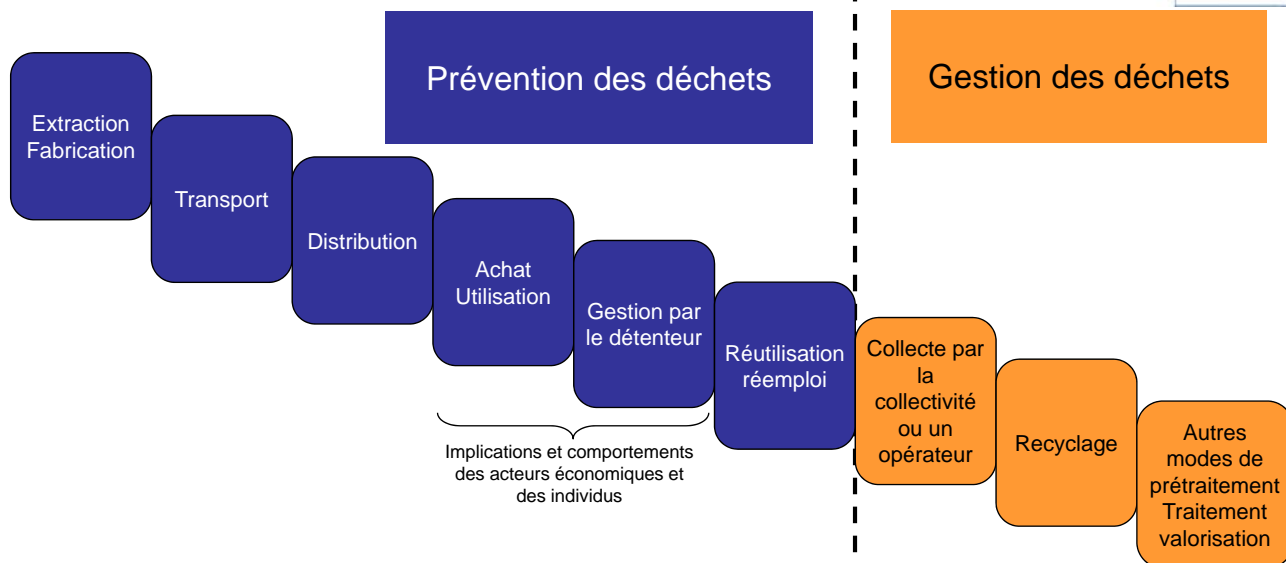 Prévention des déchets
Gestion des déchets
Extraction
Fabrication
Transport
Distribution
Achat
Utilisation
Gestion par
le détenteur
Réutilisation
réemploi
Collecte par
la
collectivité
ou un
opérateur
Recyclage
Autres
modes de
prétraitement
Traitement
valorisation
Implications et comportements
des acteurs économiques et
des individus